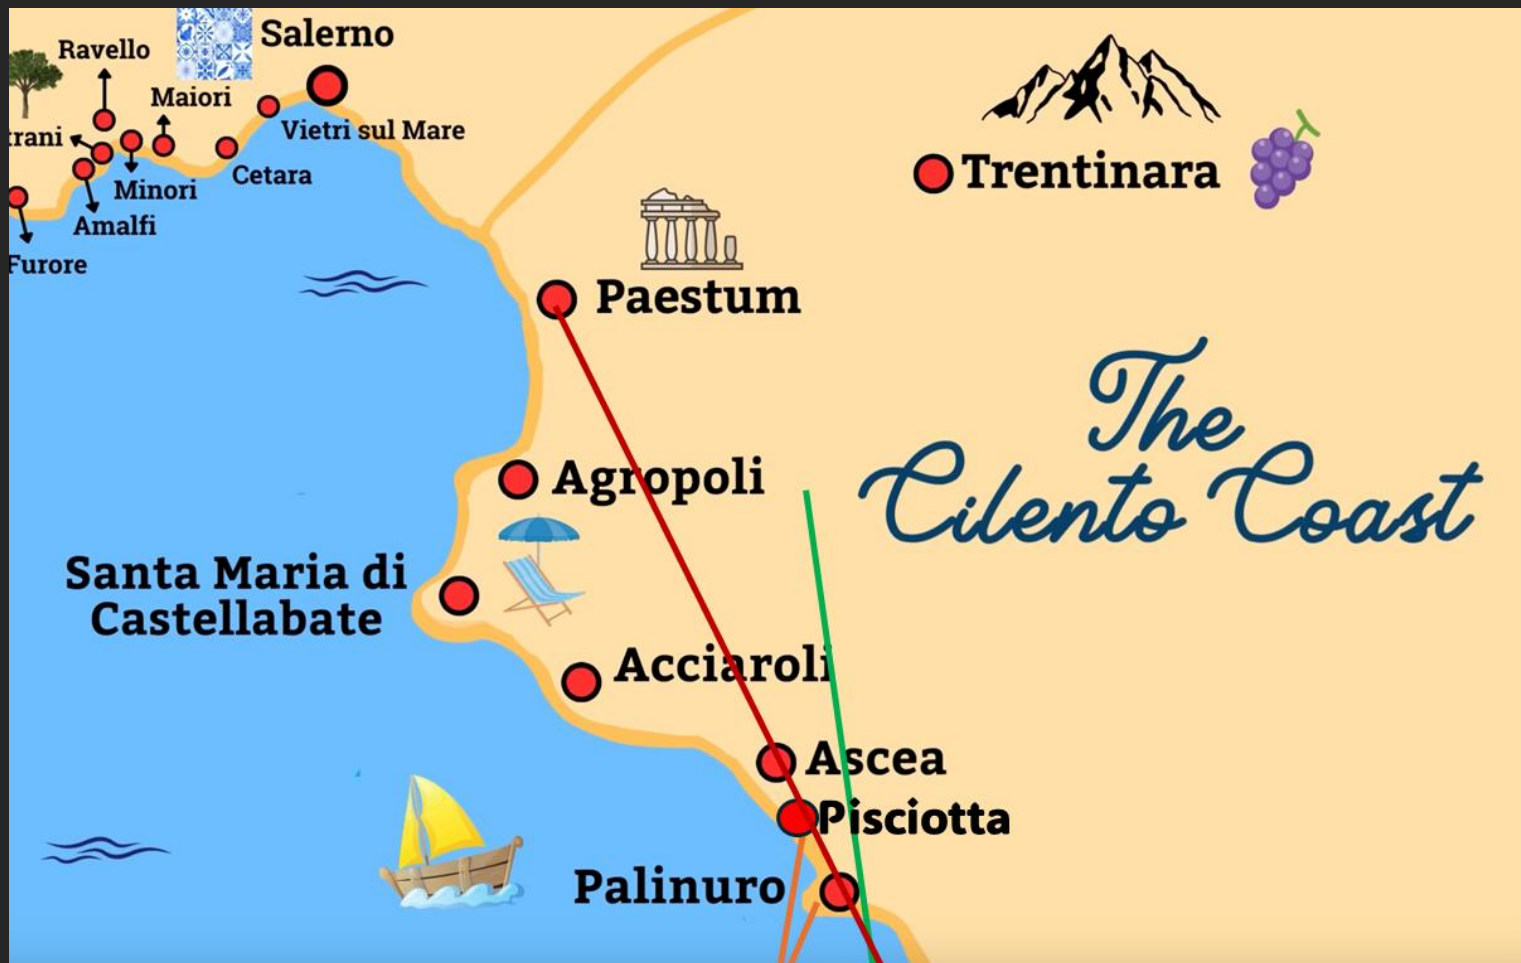 Salerno
Ravello
Maiori
trani
Vietri sul Mare
Cetara
Minori
Amalfi
Furore
Trentinara
Paestum
The
Cilento Coast
Agropoli
Santa Maria di
Castellabate
Acciaroli
Ascea
Pisciotta
Palinuro